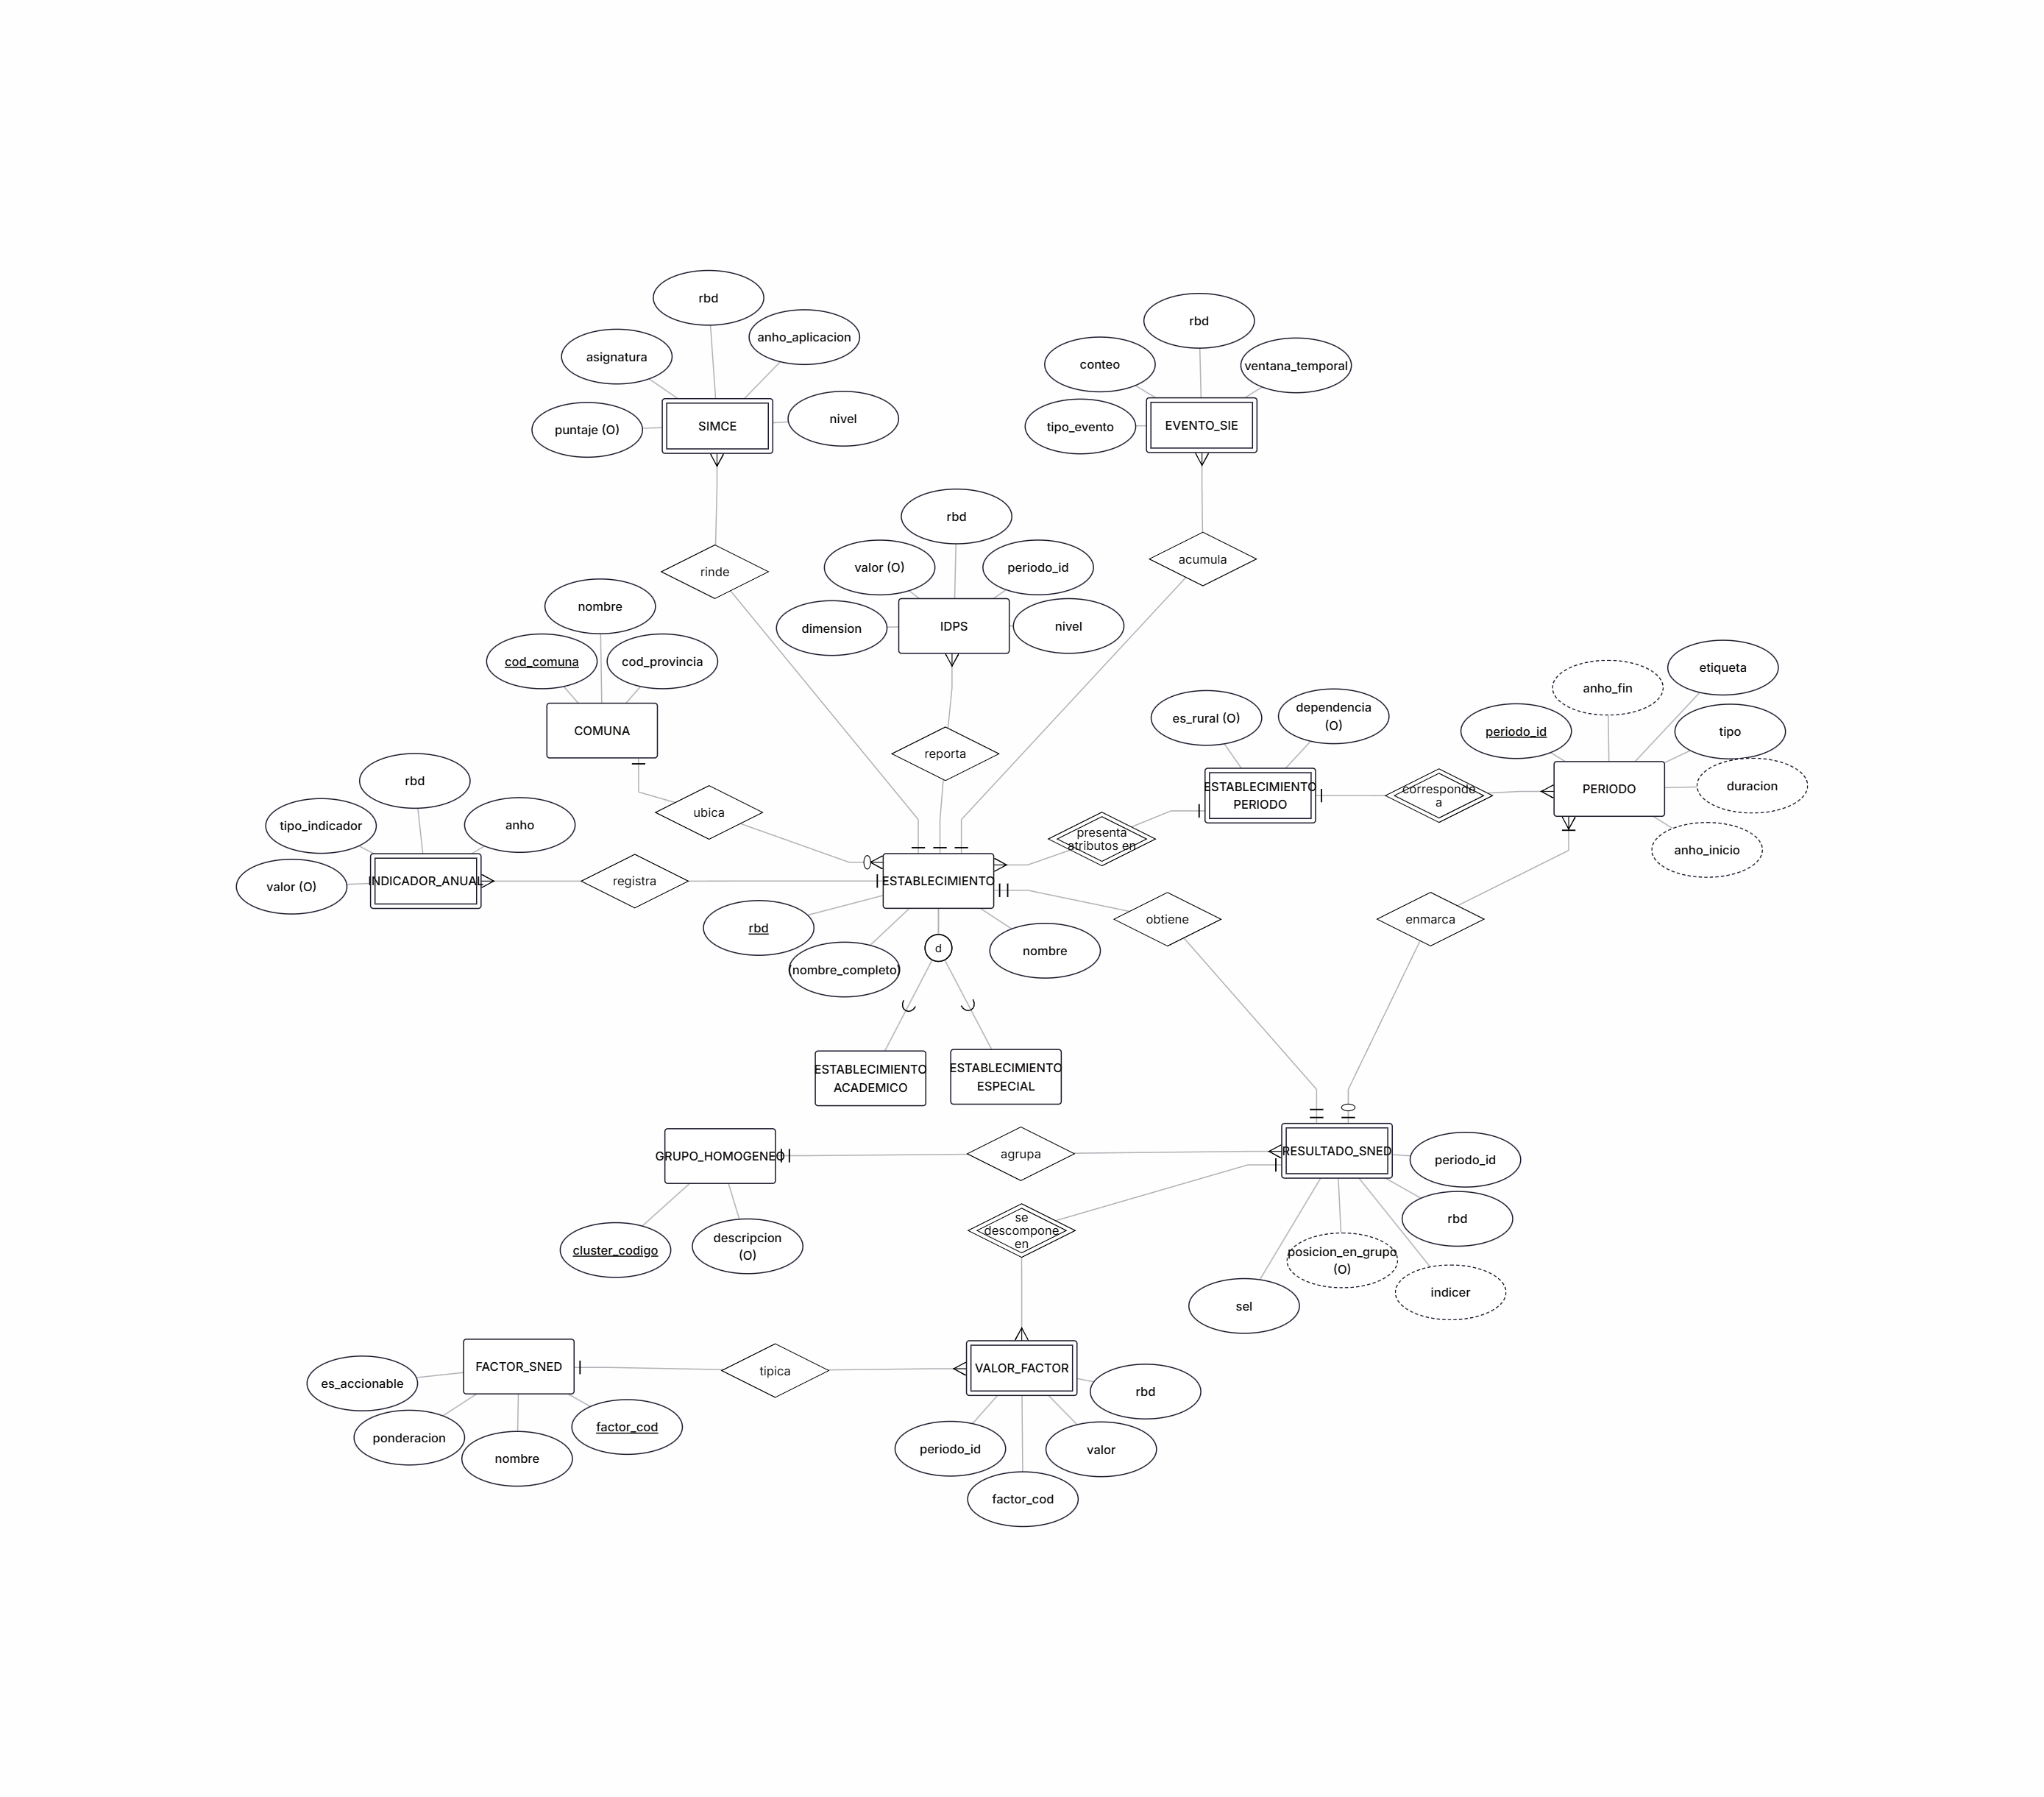 rbd
anho_aplicacion
asignatura
puntaje (O)
SIMCE
nivel
rbd
conteo
ventana_temporal
tipo_evento
EVENTO_SIE
rinde
acumula
rbd
valor (O)
periodo_id
dimension
IDPS
nivel
nombre
cod_comuna
cod_provincia
COMUNA
reporta
es_rural (O)
dependencia
(O)
ESTABLECIMIENTO
PERIODO
corresponde
a
anho_fin
etiqueta
periodo_id
tipo
PERIODO
duracion
anho_inicio
rbd
tipo_indicador
anho
valor (O)
INDICADOR_ANUAL
registra
ubica
presenta
atributos en
ESTABLECIMIENTO
rbd
(nombre_completo)
d
nombre
obtiene
enmarca
ESTABLECIMIENTO
ACADEMICO
ESTABLECIMIENTO
ESPECIAL
GRUPO_HOMOGENEO
agrupa
RESULTADO_SNED
periodo_id
rbd
cluster_codigo
descripcion
(O)
se
descompone
en
posicion_en_grupo
(O)
sel
indicer
FACTOR_SNED
tipica
VALOR_FACTOR
es_accionable
ponderacion
nombre
factor_cod
rbd
periodo_id
valor
factor_cod